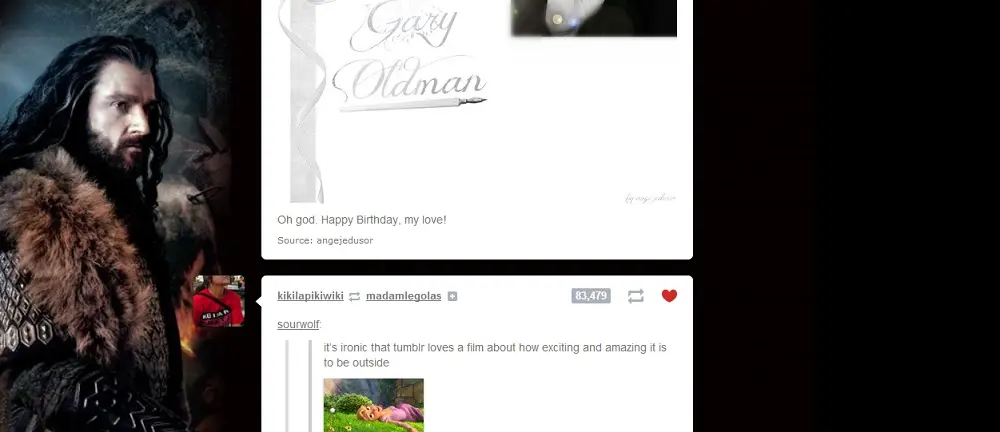 Gary
Oldman
Oh god. Happy Birthday, my love!
Source: angejedusor
kikilapikiwiki madamlegolas
83,479
sourwolf:
it's ironic that tumblr loves a film about how exciting and amazing it is
to be outside